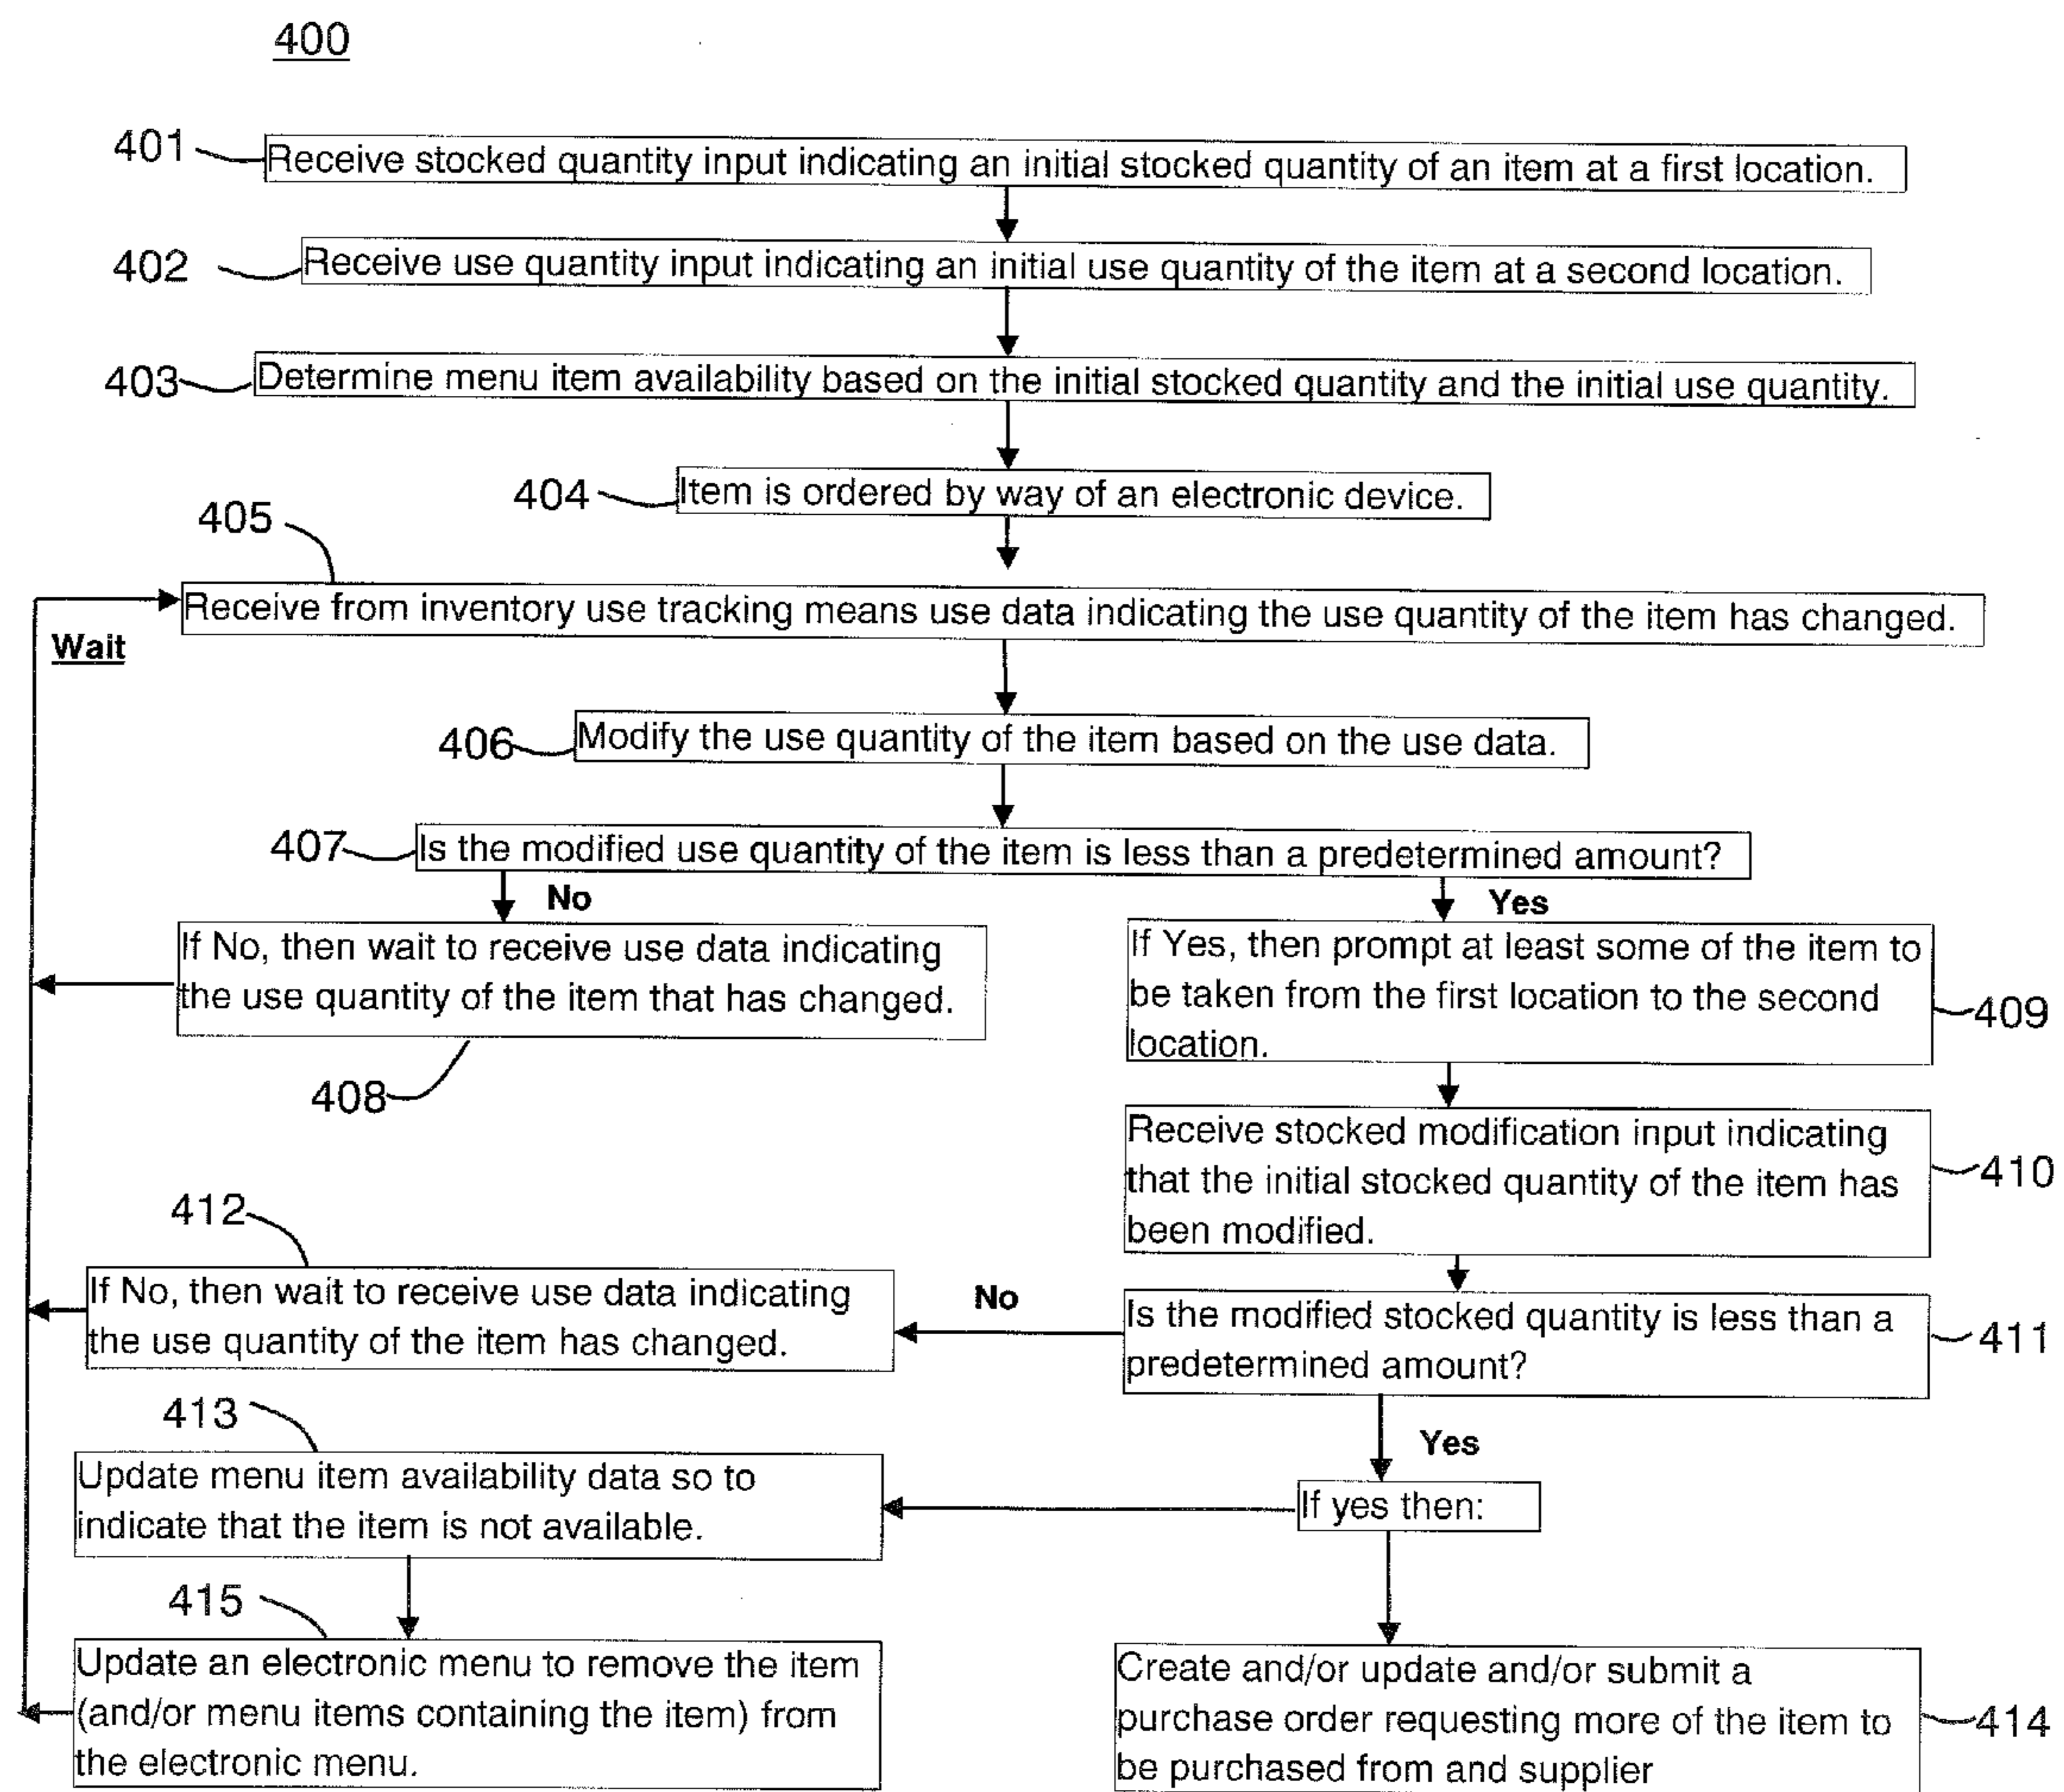 400
401
Receive stocked quantity input indicating an initial stocked quantity of an item at a first location.
402
Receive use quantity input indicating an initial use quantity of the item at a second location.
403
Determine menu item availability based on the initial stocked quantity and the initial use quantity.
404
Item is ordered by way of an electronic device.
405
Receive from inventory use tracking means use data indicating the use quantity of the item has changed.
Wait
406
Modify the use quantity of the item based on the use data.
407
Is the modified use quantity of the item is less than a predetermined amount?
No
Yes
If No, then wait to receive use data indicating
the use quantity of the item that has changed.
408
If Yes, then prompt at least some of the item to
be taken from the first location to the second
location.
409
Receive stocked modification input indicating
that the initial stocked quantity of the item has
been modified.
410
412
If No, then wait to receive use data indicating
the use quantity of the item has changed.
No
Is the modified stocked quantity is less than a
predetermined amount?
411
Yes
413
Update menu item availability data so to
indicate that the item is not available.
If yes then:
415
Update an electronic menu to remove the item
(and/or menu items containing the item) from
the electronic menu.
Create and/or update and/or submit a
purchase order requesting more of the item to
be purchased from and supplier
414